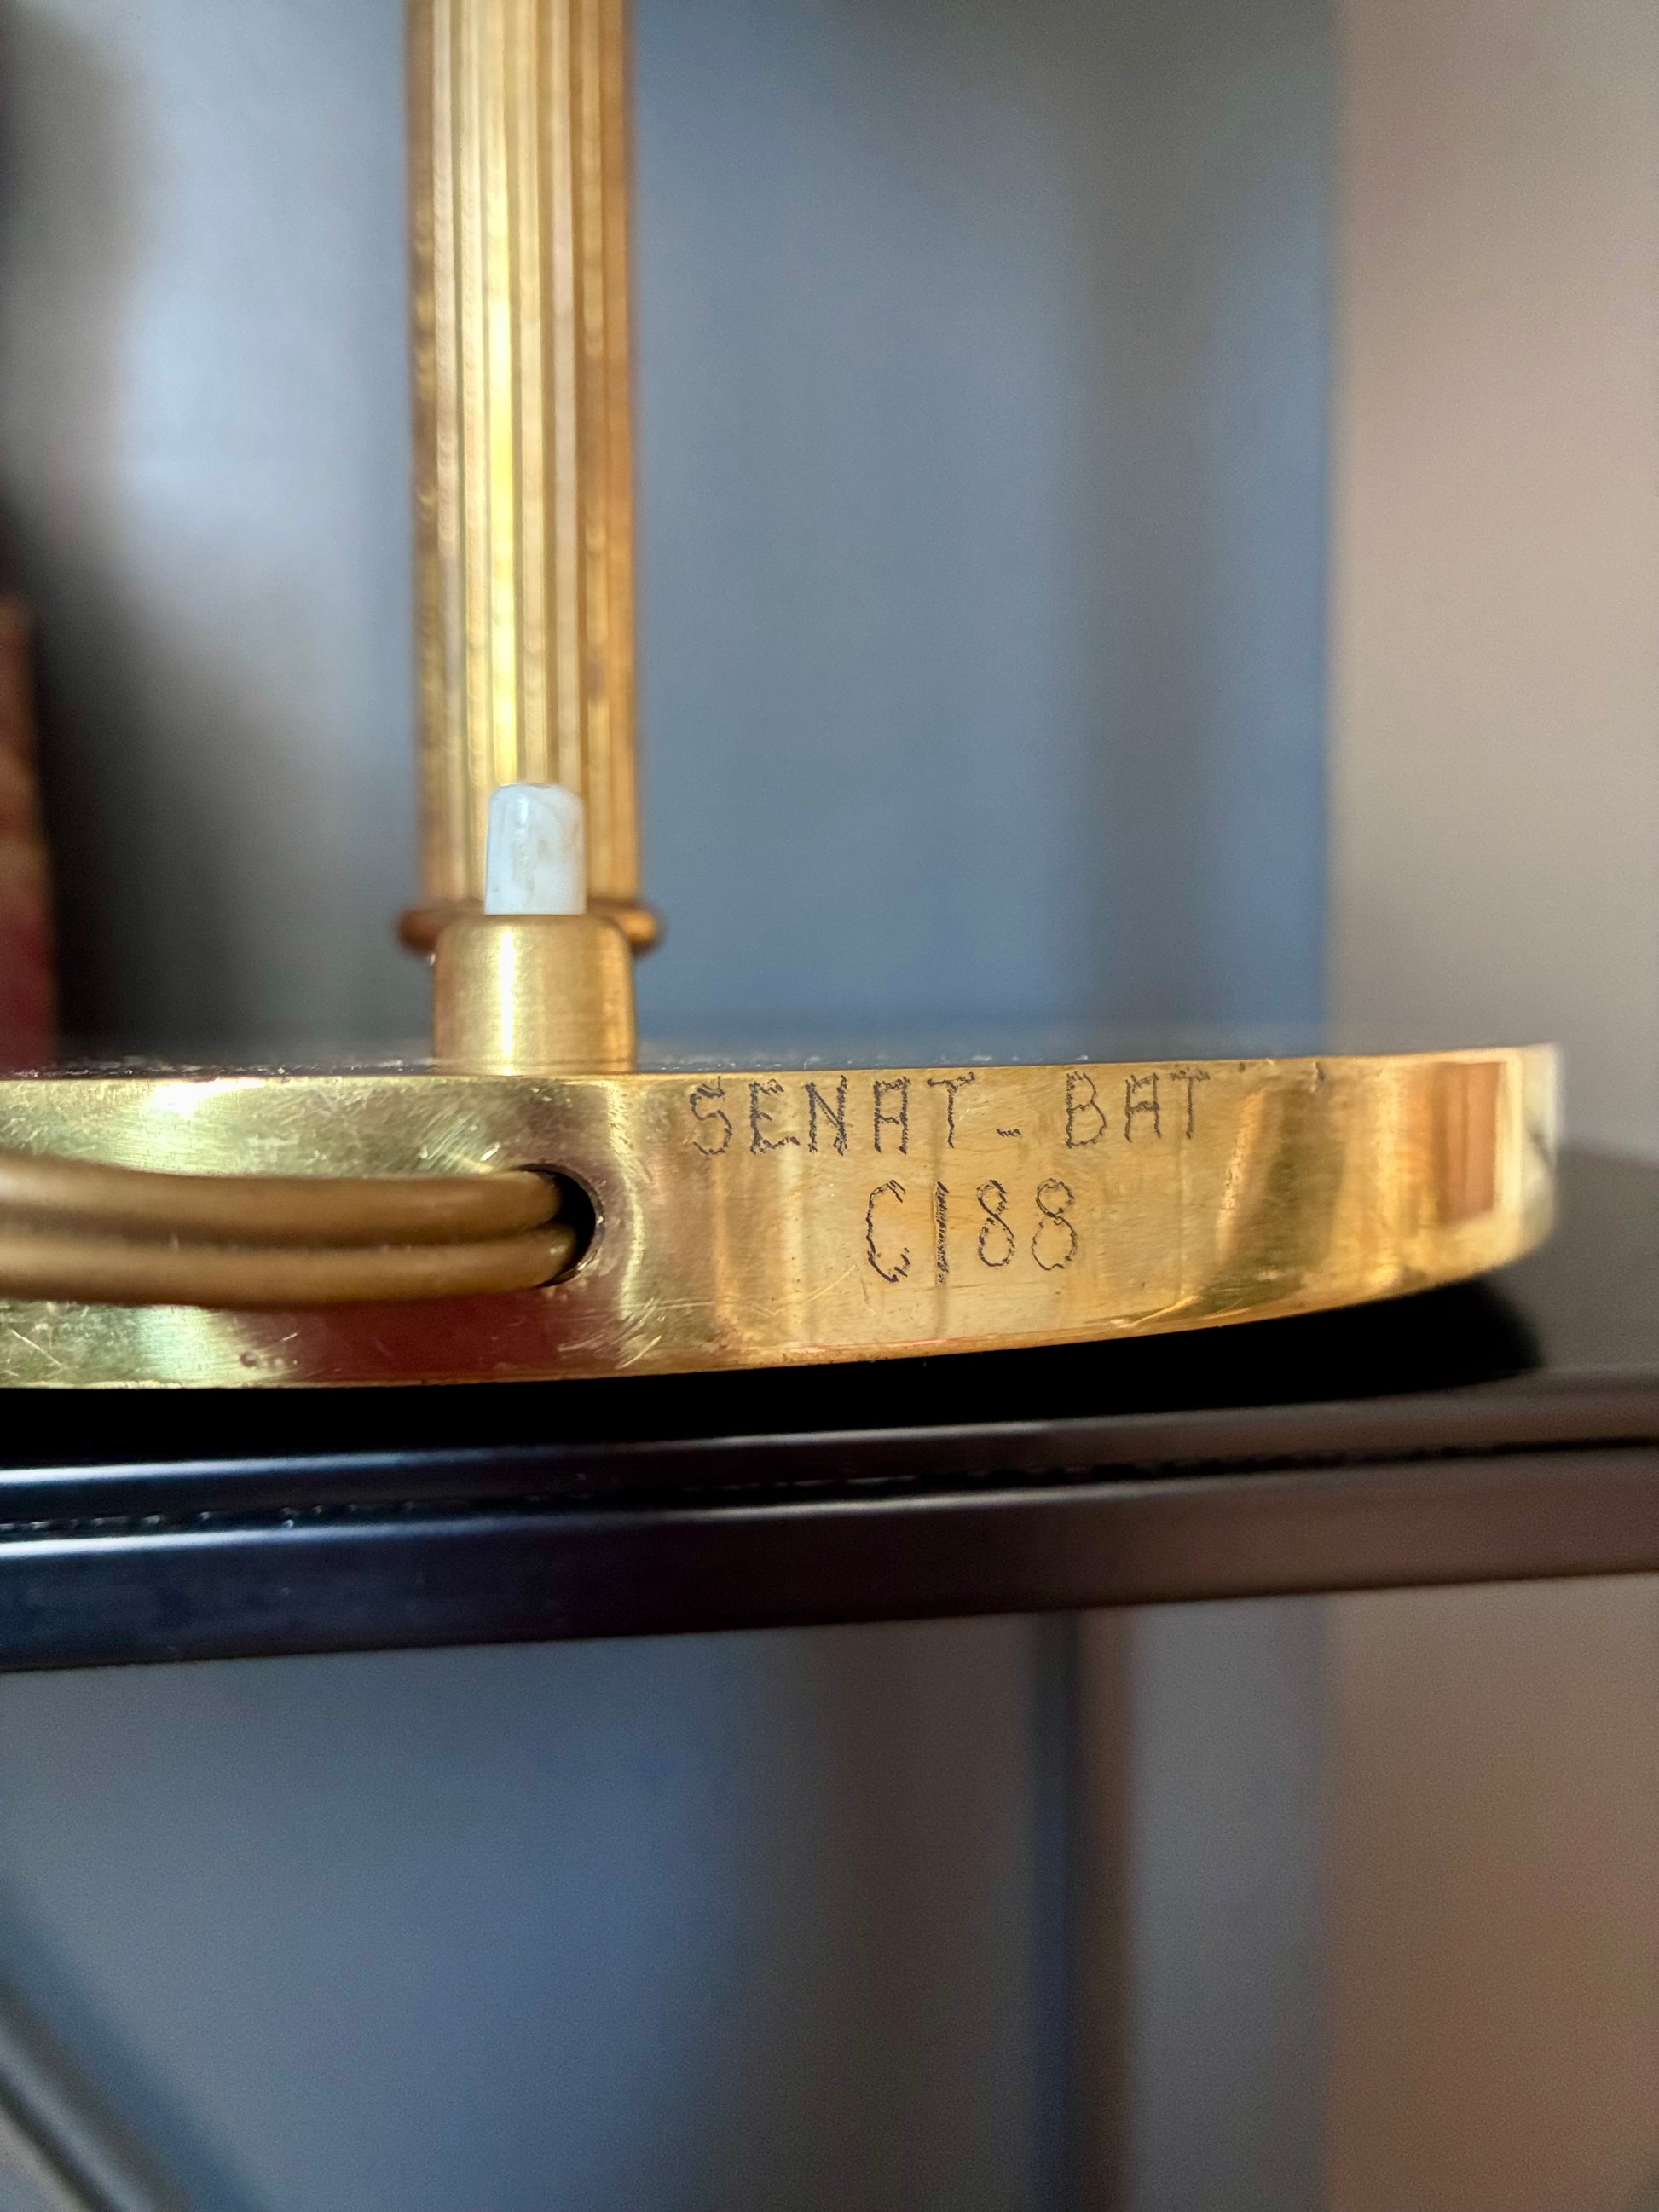 SENAT - BAT
C188